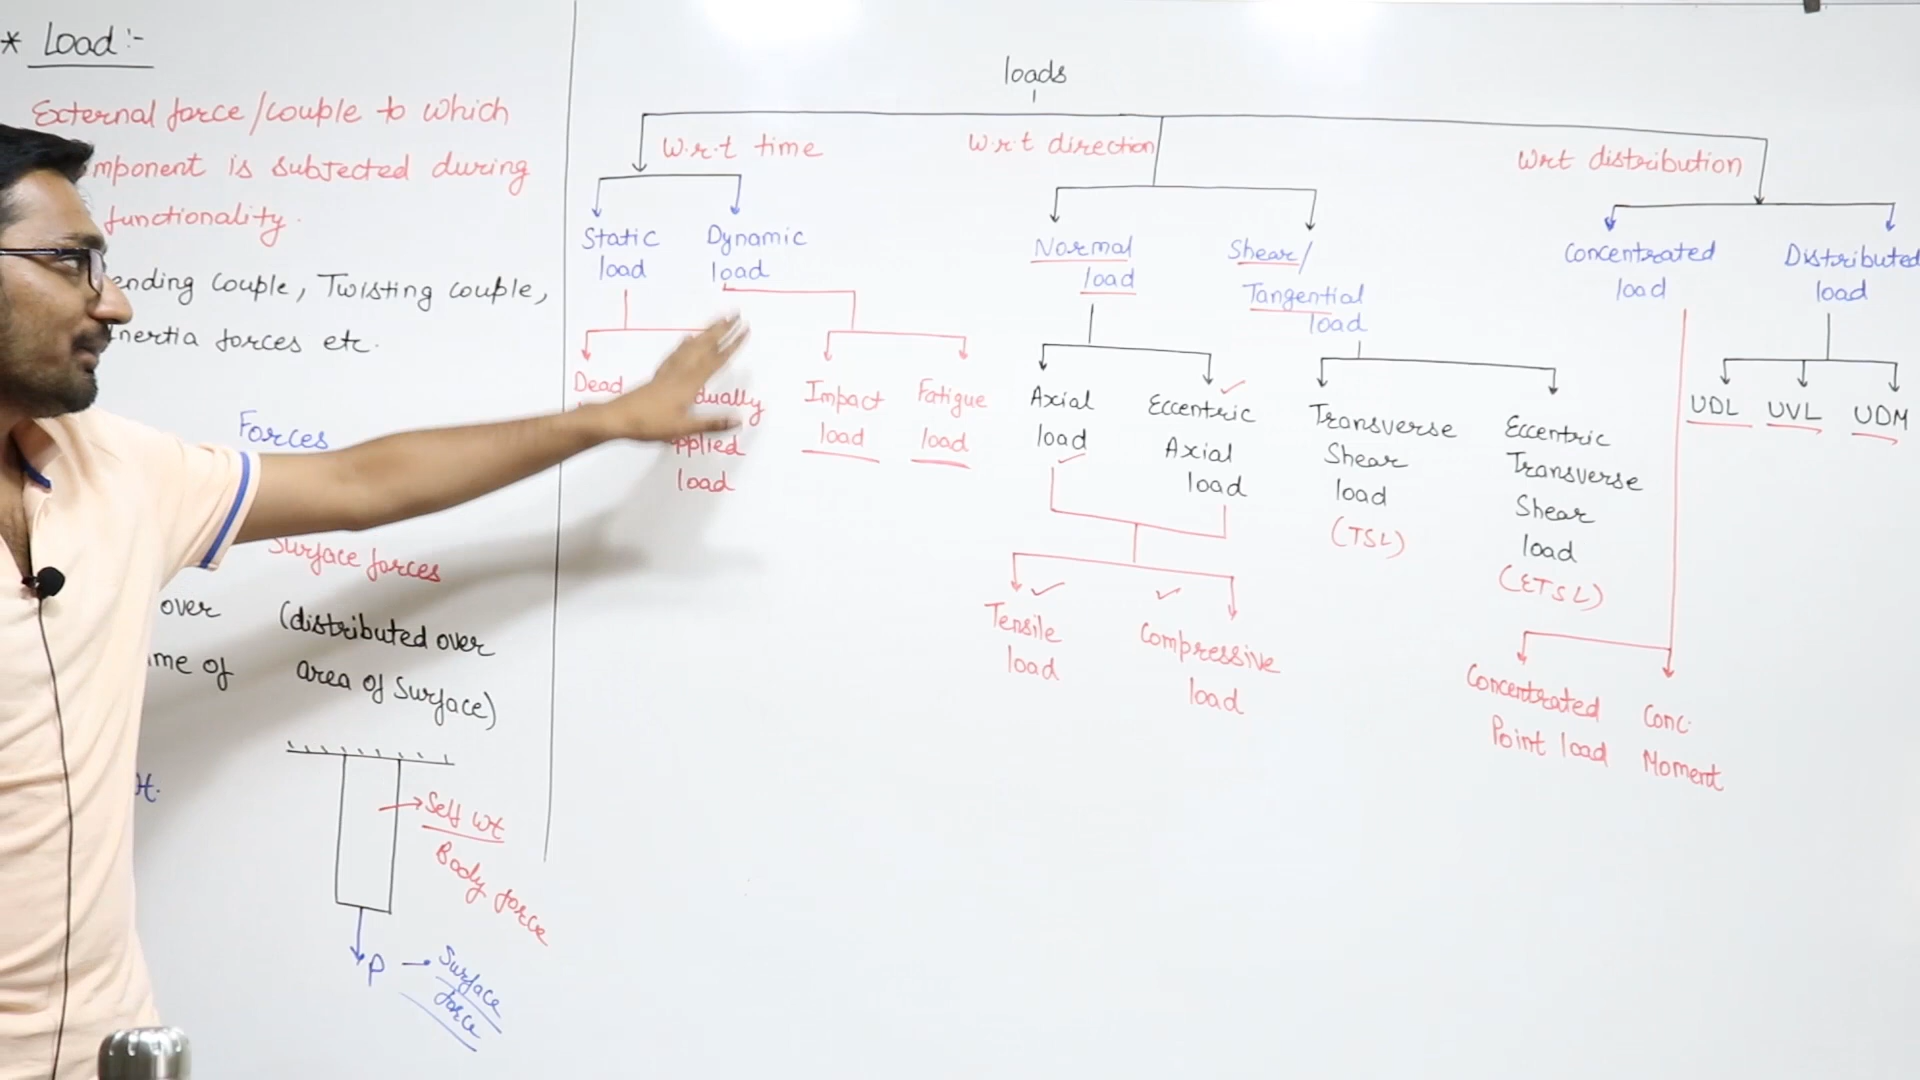 * Load :-
External force/couple to which
mponent is subjected during
functionality.
ending couple, Twisting couple,
nertia forces etc.
Forces
Surface forces
over (distributed over
me of area of Surface)
H.
Self wt
Body force
P → Surface
force
loads
W.r.t time
W.r.t direction
Wrt distribution
Static
load
Dynamic
load
Normal
load
Shear/
Tangential
load
Concentrated
load
Distributed
load
Dead
dually
applied
load
Impact
load
Fatigue
load
Axial
load
Eccentric
Axial
load
Transverse
Shear
load
(TSL)
Eccentric
Transverse
Shear
load
(ETSL)
UDL UVL UDM
Tensile
load
Compressive
load
Concentrated
Point load
Conc.
Moment